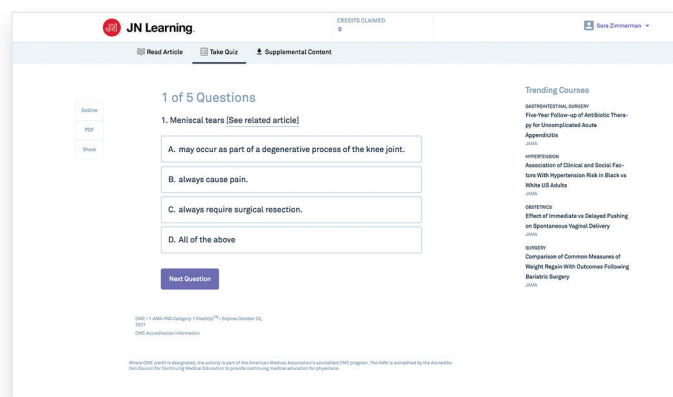 JN JN Learning.
CREDITS CLAIMED
0
Sara Zimmerman
Read Article Take Quiz Supplemental Content
Outline
PDF
Share
1 of 5 Questions
1. Meniscal tears [See related article]
A. may occur as part of a degenerative process of the knee joint.
B. always cause pain.
C. always require surgical resection.
D. All of the above
Next Question
CME • 1 AMA PRA Category 1 Credit(s)™ • Expires October 02,
2021
CME Accreditation Information
Where CME credit is designated, the activity is part of the American Medical Association's accredited CME program. The AMA is accredited by the Accredita-
tion Council for Continuing Medical Education to provide continuing medical education for physicians.
Trending Courses
GASTROINTESTINAL SURGERY
Five-Year Follow-up of Antibiotic Thera-
py for Uncomplicated Acute
Appendicitis
JAMA
HYPERTENSION
Association of Clinical and Social Fac-
tors With Hypertension Risk in Black vs
White US Adults
JAMA
OBSTETRICS
Effect of Immediate vs Delayed Pushing
on Spontaneous Vaginal Delivery
JAMA
SURGERY
Comparison of Common Measures of
Weight Regain With Outcomes Following
Bariatric Surgery
JAMA